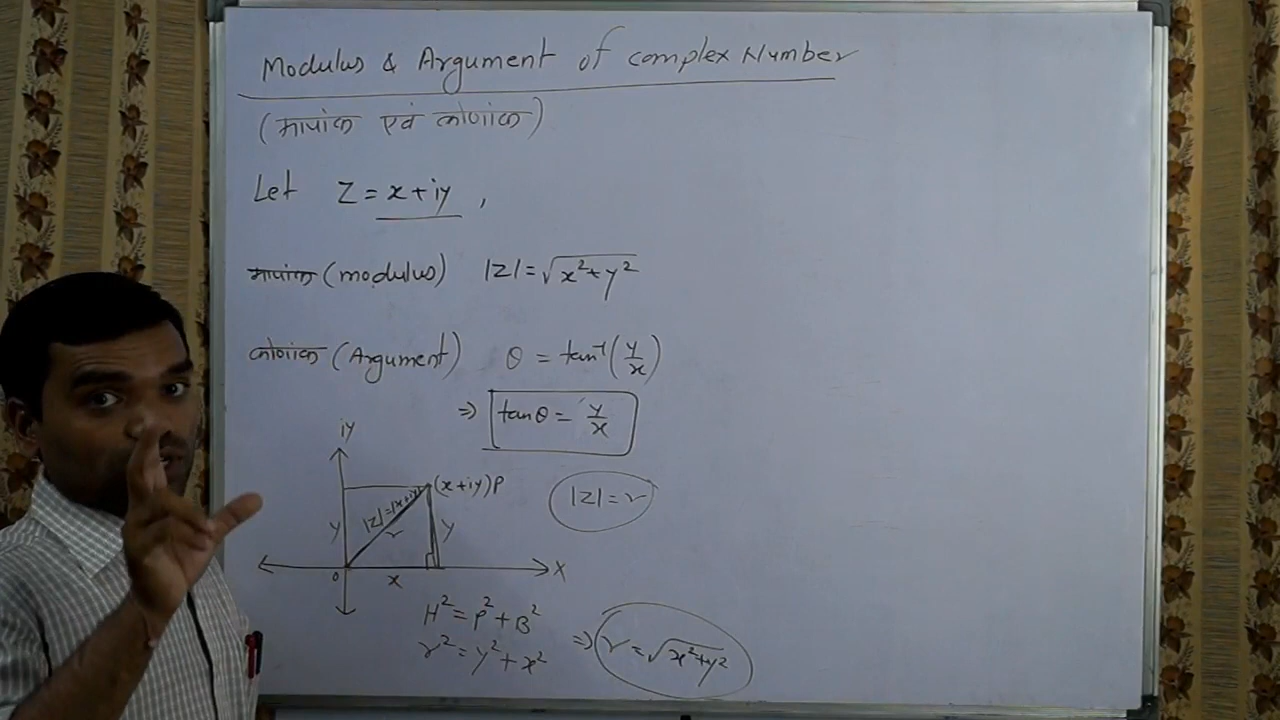 Modulus & Argument of complex Number
(मापांक एवं कोणांक)
Let Z = x + iy ,
मापांक (modulus) |Z| = √x² + y²
कोणांक (Argument) θ = tan⁻¹(y/x)
⇒ tanθ = y/x
iy
(x+iy)P
|Z|=|x+iy|
r
y
y
|Z| = r
0
x
X
H² = P² + B²
r² = y² + x²
⇒ r = √x²+y²